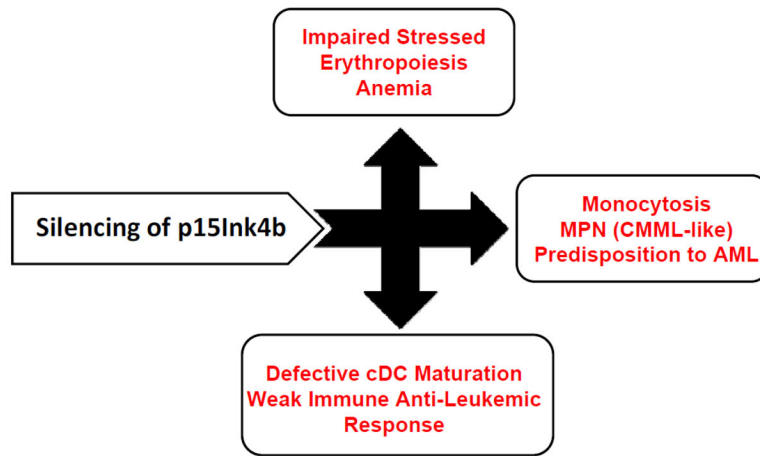 Impaired Stressed
Erythropoiesis
Anemia
Silencing of p15Ink4b
Monocytosis
MPN (CMML-like)
Predisposition to AML
Defective cDC Maturation
Weak Immune Anti-Leukemic
Response